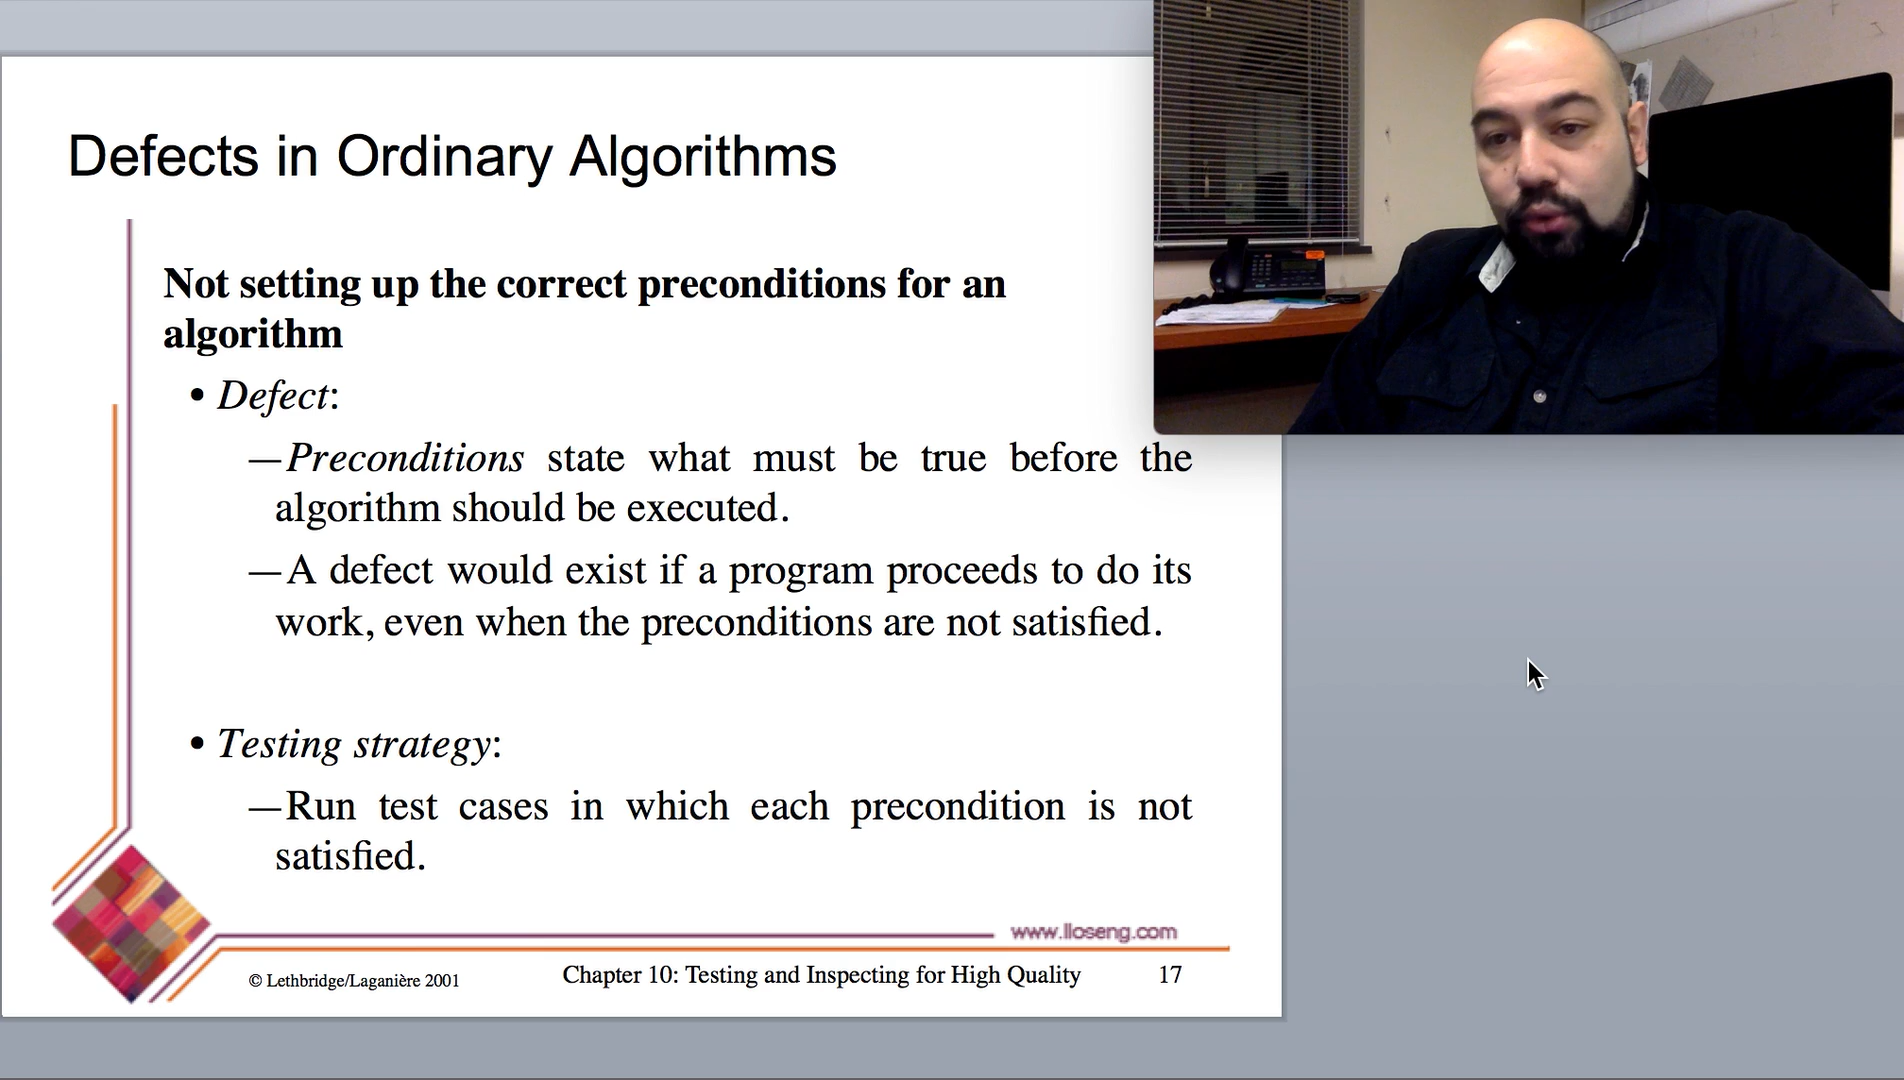 Defects in Ordinary Algorithms
Not setting up the correct preconditions for an
algorithm
• Defect:
—Preconditions state what must be true before the
algorithm should be executed.
—A defect would exist if a program proceeds to do its
work, even when the preconditions are not satisfied.
• Testing strategy:
—Run test cases in which each precondition is not
satisfied.
www.lloseng.com
© Lethbridge/Laganière 2001
Chapter 10: Testing and Inspecting for High Quality
17